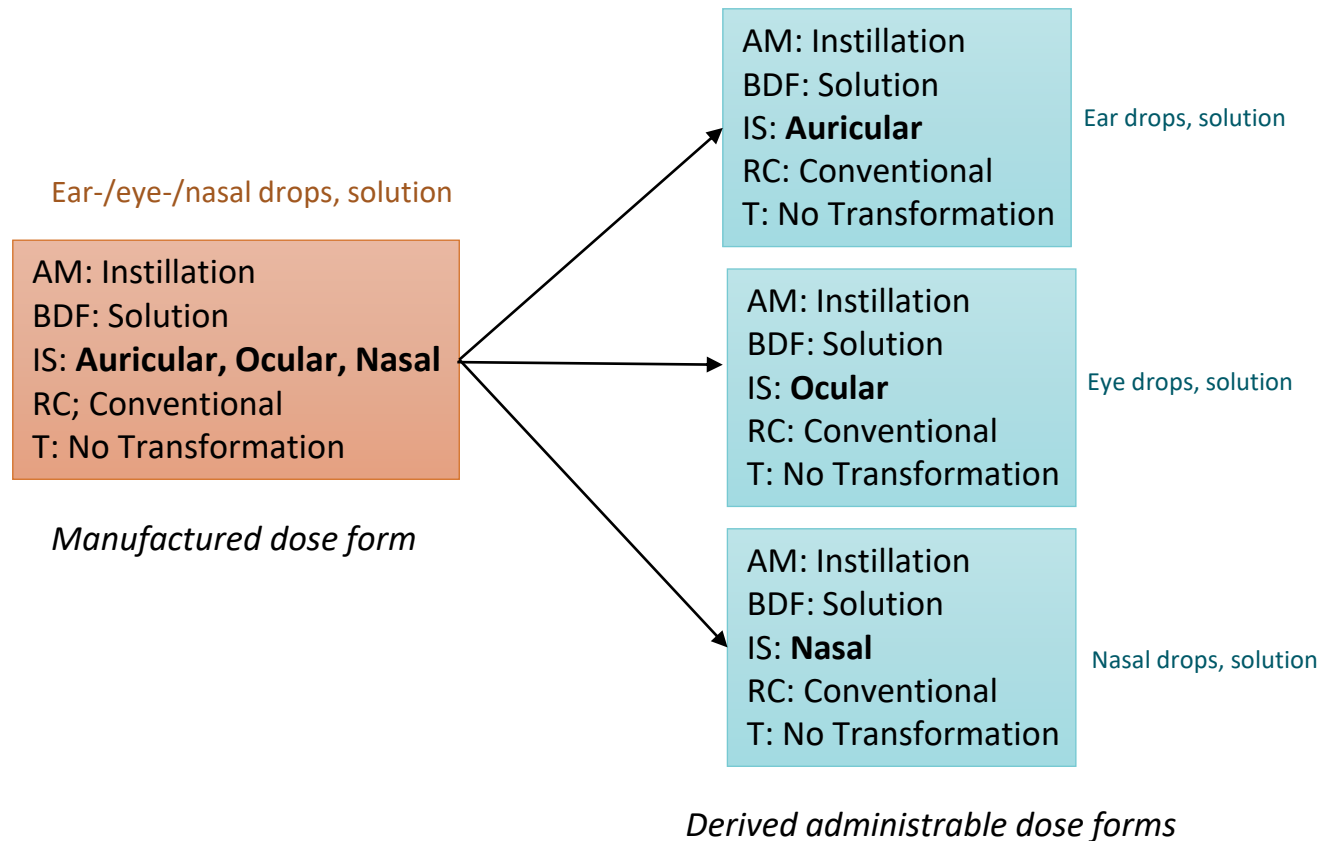 Ear-/eye-/nasal drops, solution
AM: Instillation
BDF: Solution
IS: Auricular, Ocular, Nasal
RC; Conventional
T: No Transformation
Manufactured dose form
AM: Instillation
BDF: Solution
IS: Auricular
RC: Conventional
T: No Transformation
Ear drops, solution
AM: Instillation
BDF: Solution
IS: Ocular
RC: Conventional
T: No Transformation
Eye drops, solution
AM: Instillation
BDF: Solution
IS: Nasal
RC: Conventional
T: No Transformation
Nasal drops, solution
Derived administrable dose forms